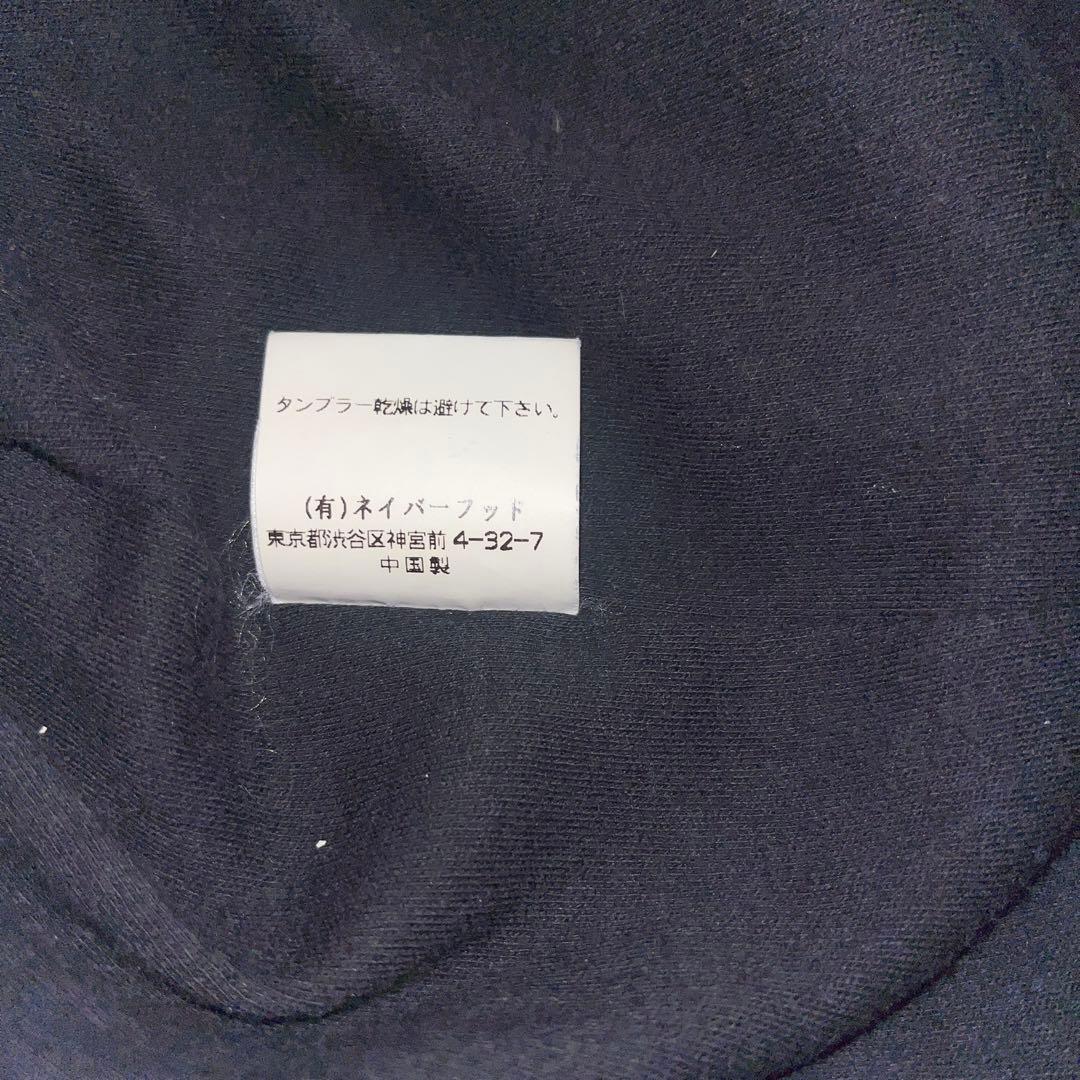 タンブラー乾燥は避けて下さい。
(有)ネイバーフッド
東京都渋谷区神宮前4-32-7
中国製